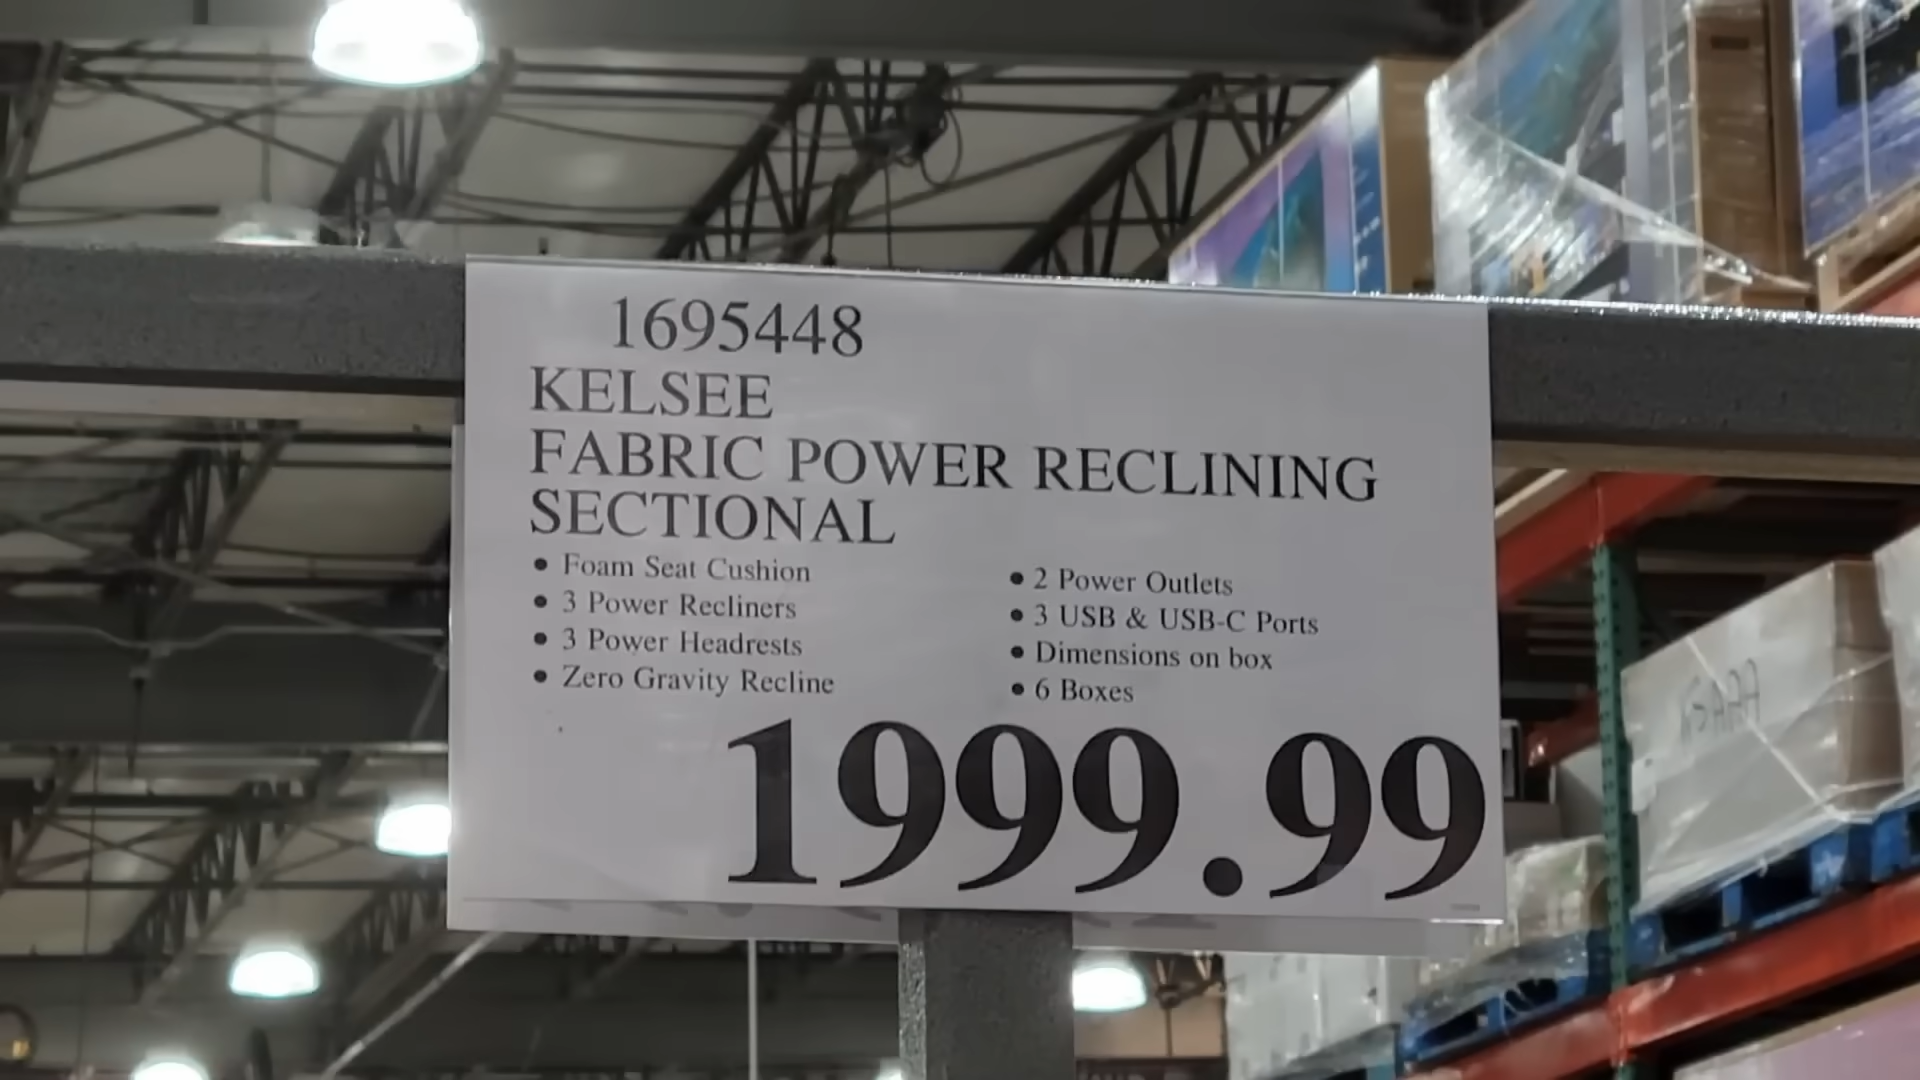 1695448
KELSEE
FABRIC POWER RECLINING
SECTIONAL
• Foam Seat Cushion
• 3 Power Recliners
• 3 Power Headrests
• Zero Gravity Recline
• 2 Power Outlets
• 3 USB & USB-C Ports
• Dimensions on box
• 6 Boxes
1999.99